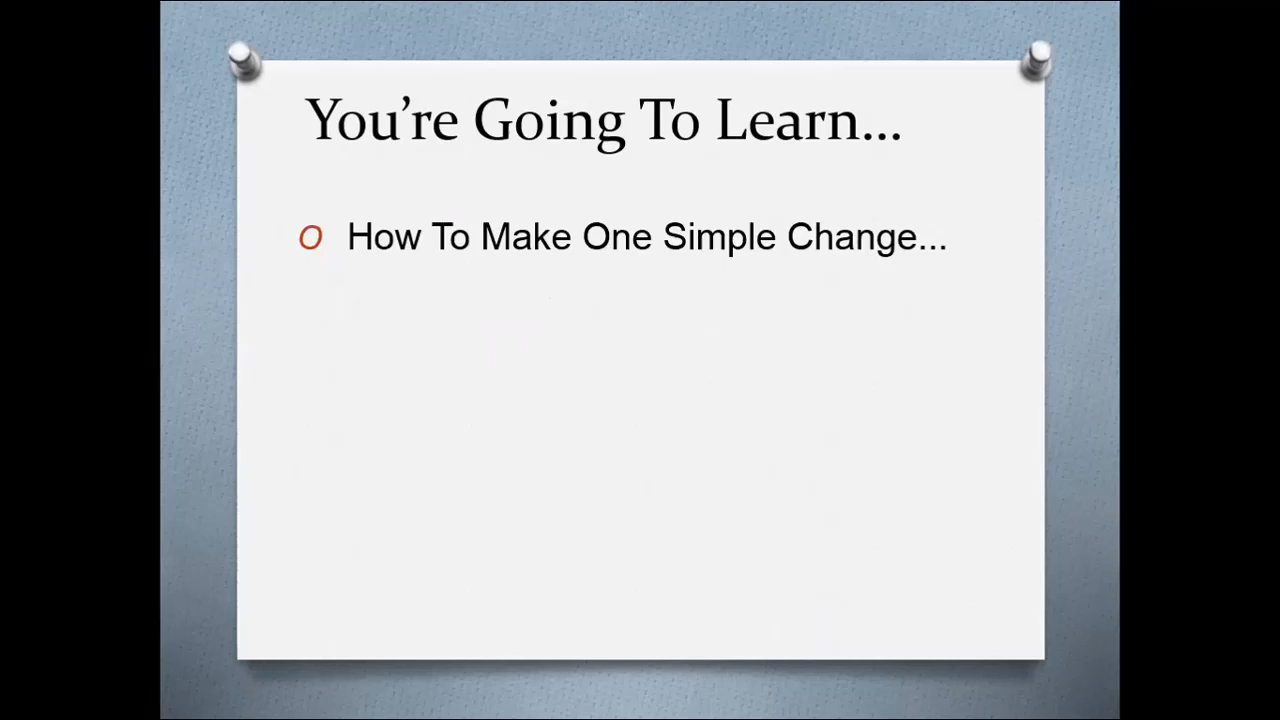 You’re Going To Learn...
O How To Make One Simple Change...